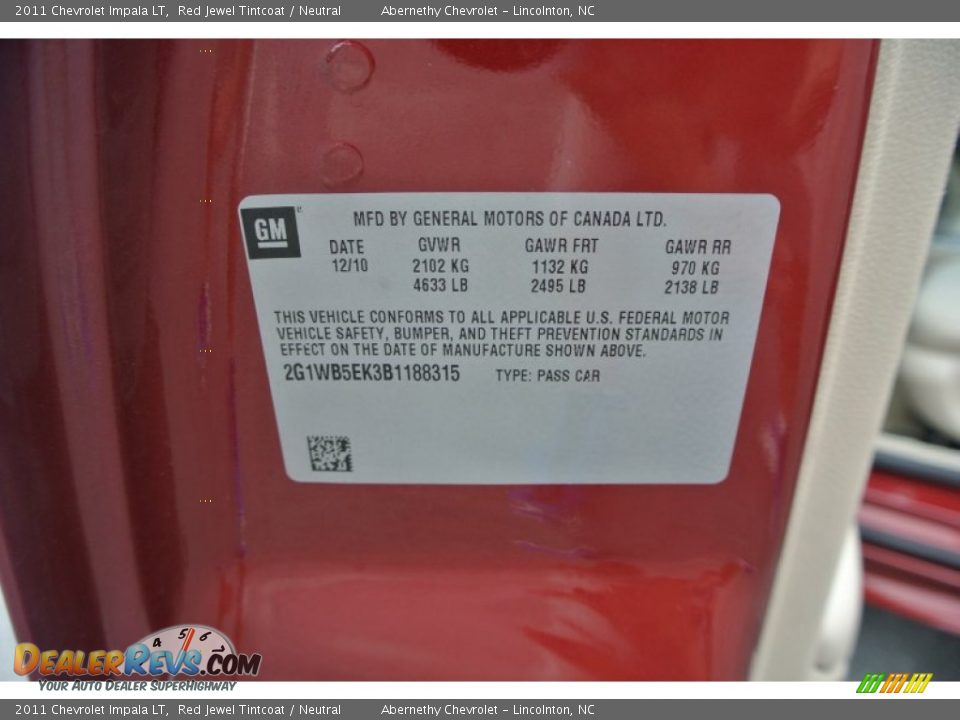 2011 Chevrolet Impala LT, Red Jewel Tintcoat / Neutral Abernethy Chevrolet - Lincolnton, NC
GM
MFD BY GENERAL MOTORS OF CANADA LTD.
DATE GVWR GAWR FRT GAWR RR
12/10 2102 KG 1132 KG 970 KG
4633 LB 2495 LB 2138 LB
THIS VEHICLE CONFORMS TO ALL APPLICABLE U.S. FEDERAL MOTOR
VEHICLE SAFETY, BUMPER, AND THEFT PREVENTION STANDARDS IN
EFFECT ON THE DATE OF MANUFACTURE SHOWN ABOVE.
2G1WB5EK3B1188315 TYPE: PASS CAR
4 5 6
DEALERREVS.COM
YOUR AUTO DEALER SUPERHIGHWAY
2011 Chevrolet Impala LT, Red Jewel Tintcoat / Neutral Abernethy Chevrolet - Lincolnton, NC